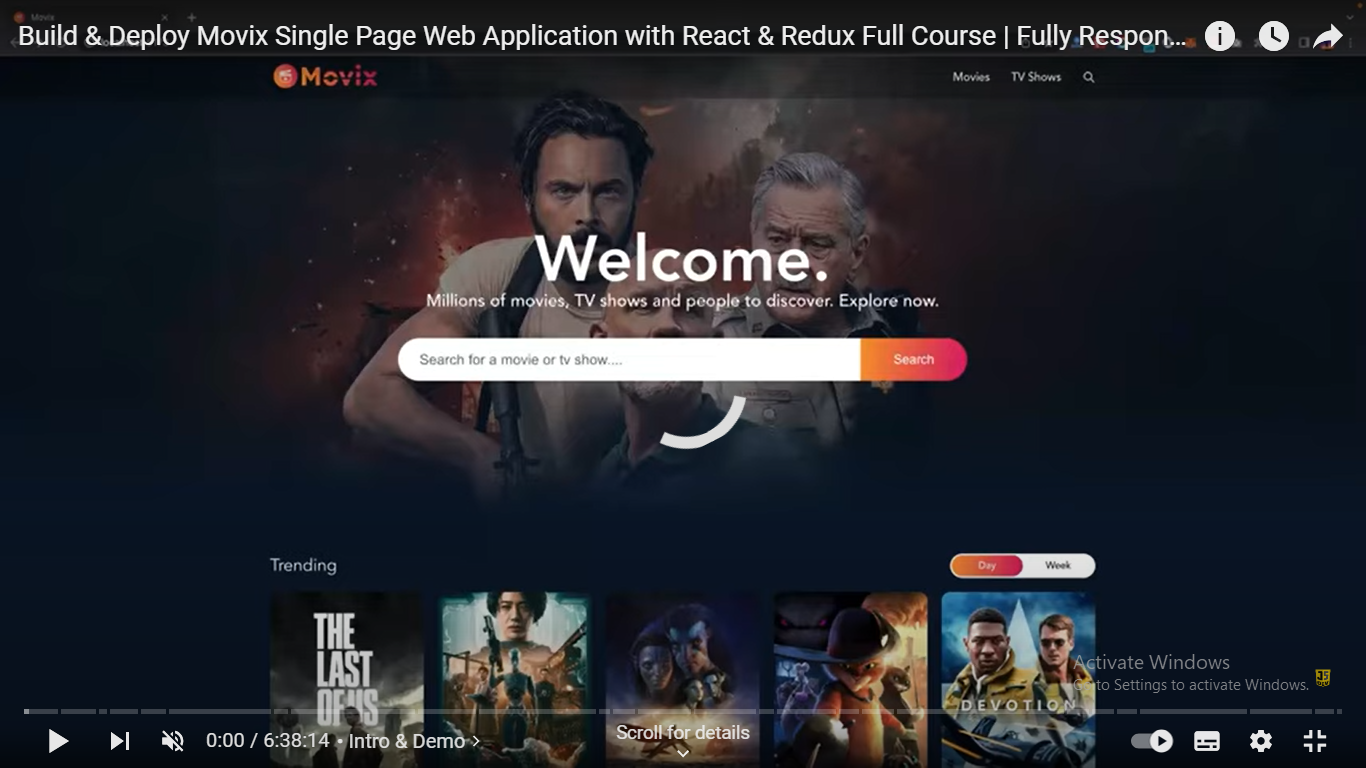 Movix
Build & Deploy Movix Single Page Web Application with React & Redux Full Course | Fully Respon...
Movix
Movies TV Shows
Welcome.
Millions of movies, TV shows and people to discover. Explore now.
Search for a movie or tv show....
Search
Trending
Day Week
THE
LAST
OF US
DEVOTION
Activate Windows
Go to Settings to activate Windows.
Scroll for details
0:00 / 6:38:14 • Intro & Demo